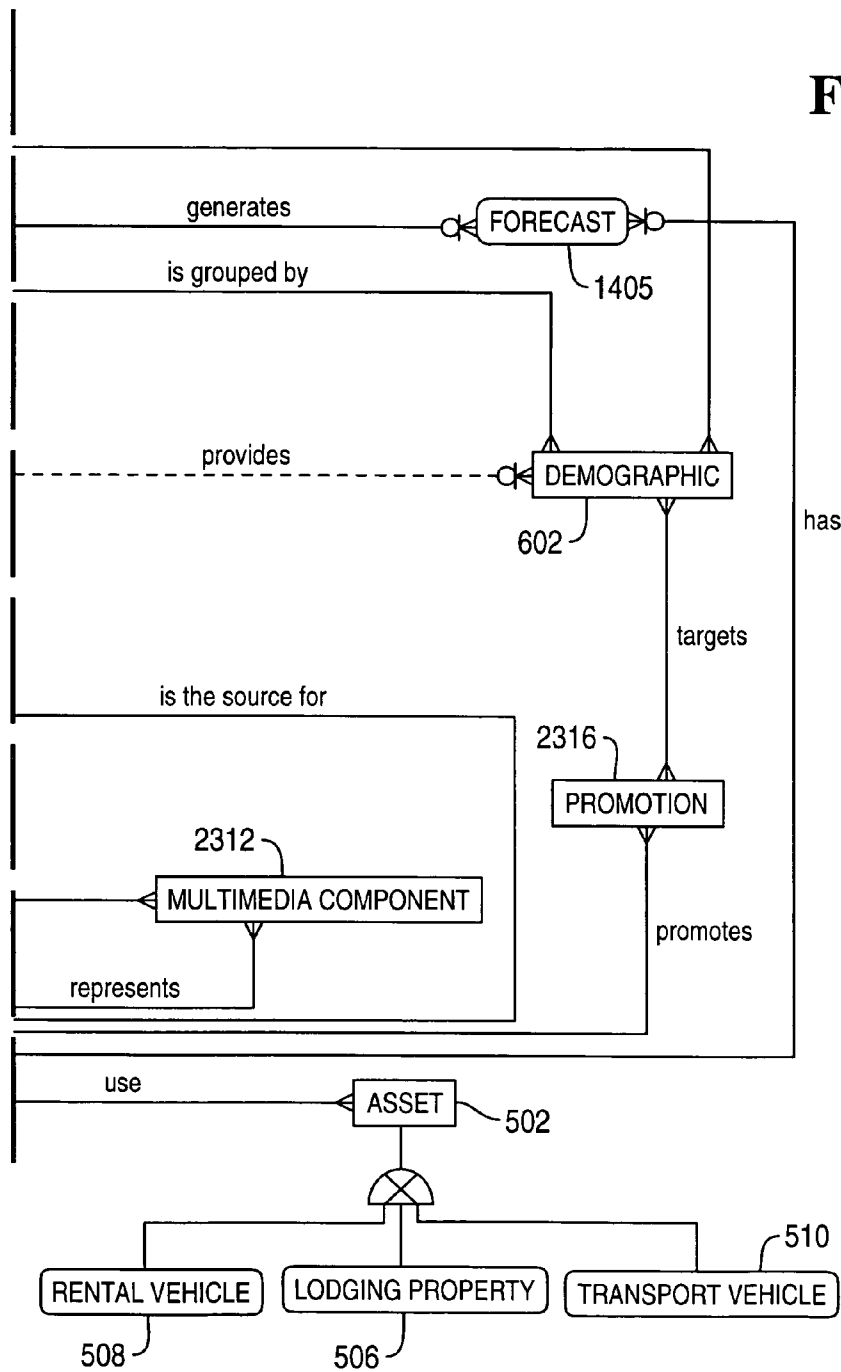 F
generates
FORECAST
1405
is grouped by
provides
DEMOGRAPHIC
602
has
targets
is the source for
2316
PROMOTION
2312
MULTIMEDIA COMPONENT
promotes
represents
use
ASSET
502
510
RENTAL VEHICLE
LODGING PROPERTY
TRANSPORT VEHICLE
508
506